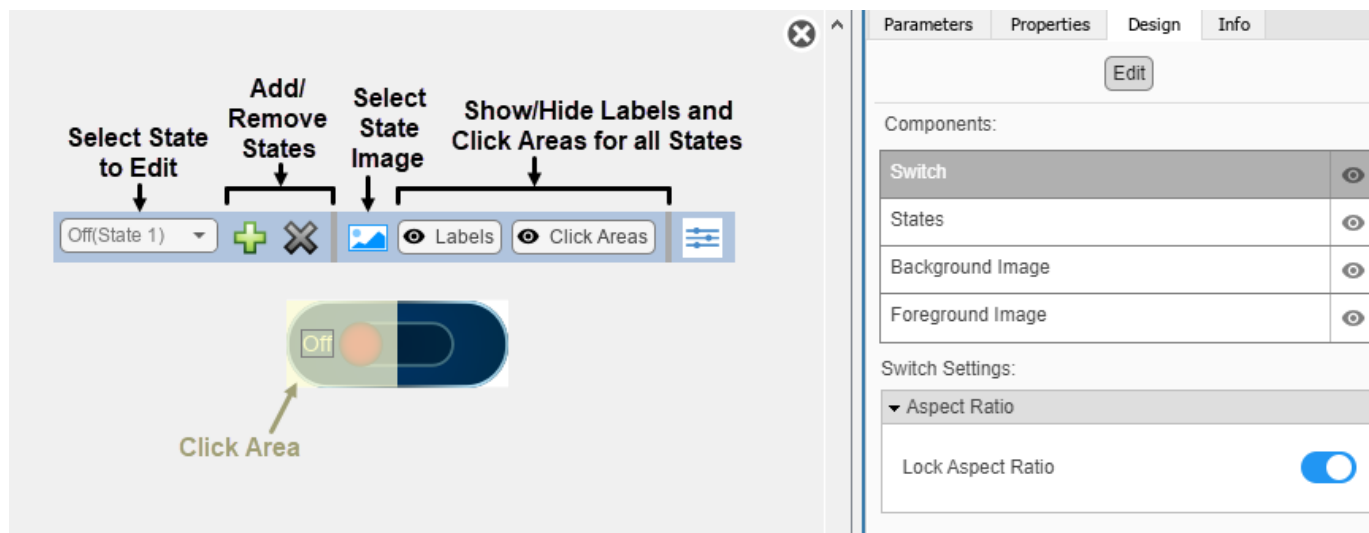 Parameters Properties Design Info
Edit
Add/
Remove
States
Select
State
Image
Show/Hide Labels and
Click Areas for all States
Select State
to Edit
Off(State 1) Labels Click Areas
Off
Click Area
Components:
Switch
States
Background Image
Foreground Image
Switch Settings:
Aspect Ratio
Lock Aspect Ratio